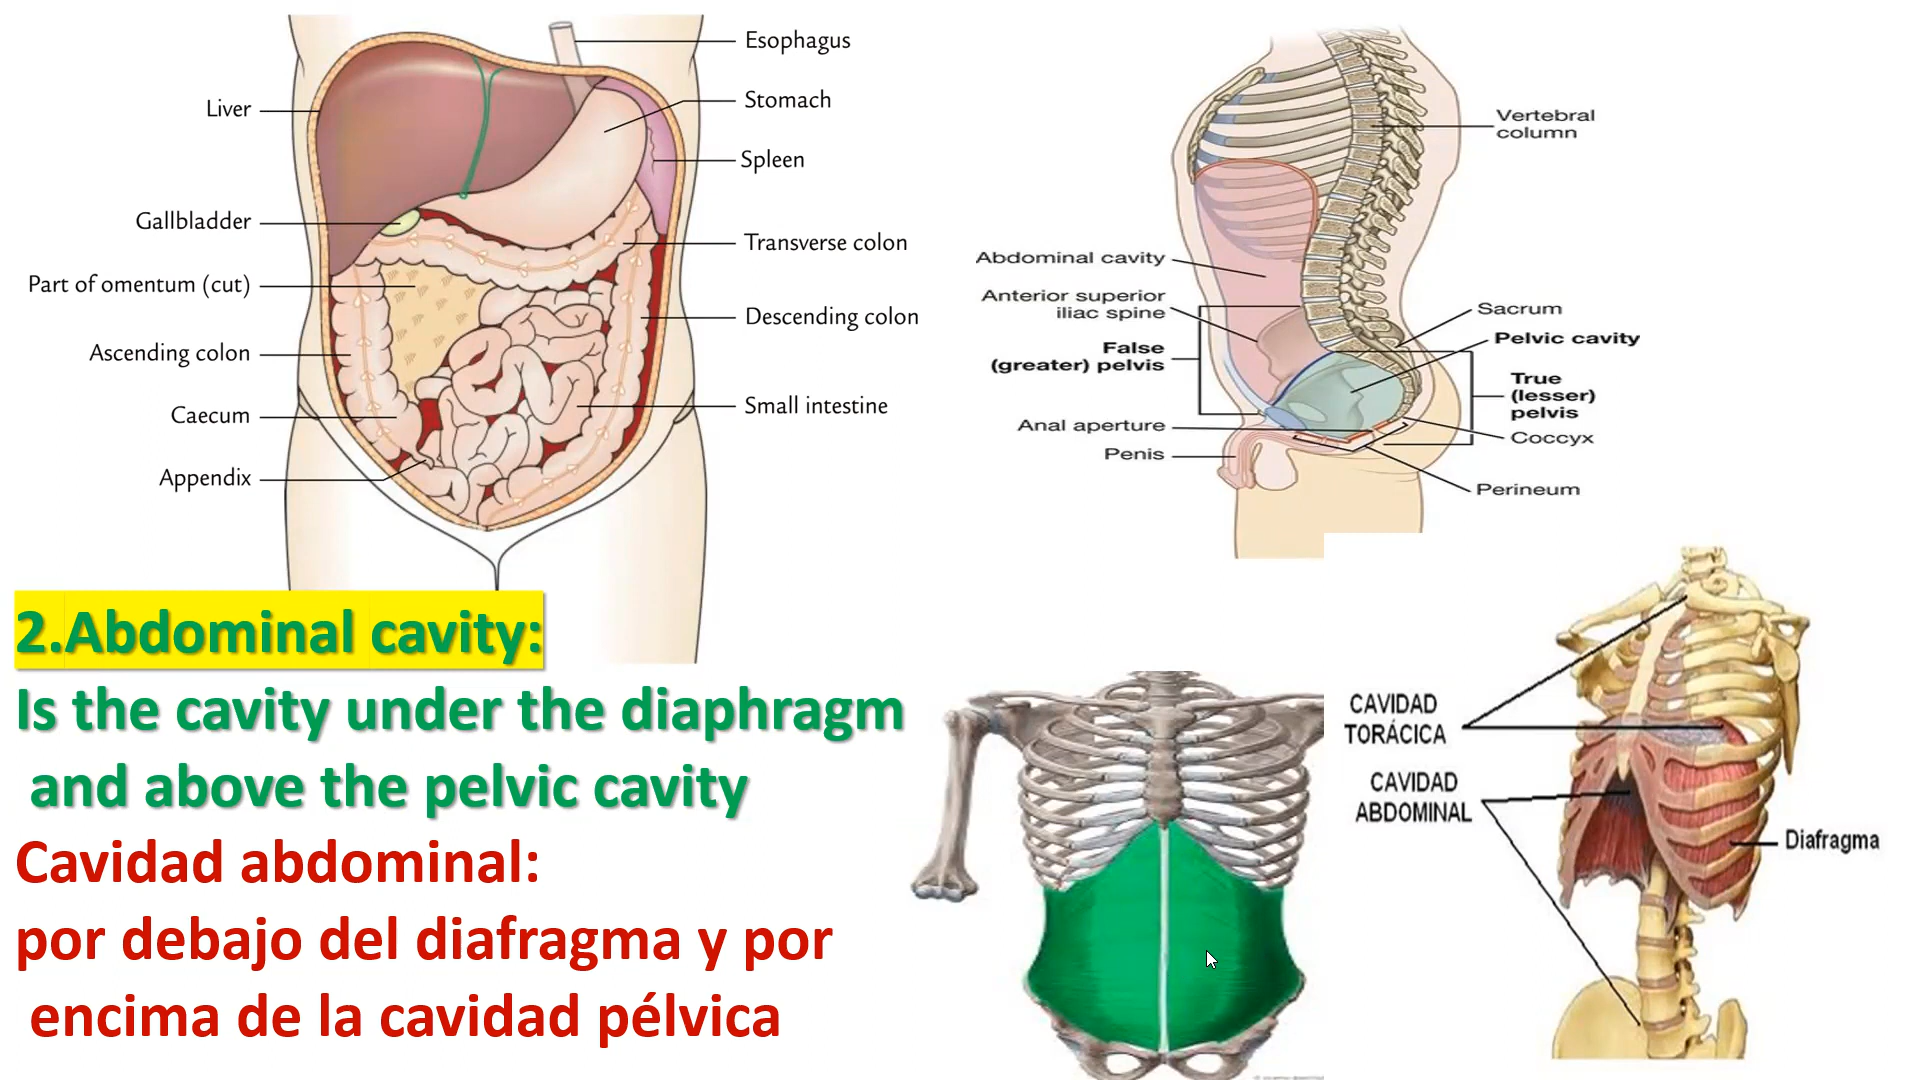 Esophagus
Liver
Stomach
Spleen
Gallbladder
Transverse colon
Part of omentum (cut)
Descending colon
Ascending colon
Small intestine
Caecum
Appendix
Vertebral
column
Abdominal cavity
Anterior superior
iliac spine
Sacrum
Pelvic cavity
False
(greater) pelvis
True
(lesser)
pelvis
Anal aperture
Coccyx
Penis
Perineum
2.Abdominal cavity:
Is the cavity under the diaphragm
and above the pelvic cavity
Cavidad abdominal:
por debajo del diafragma y por
encima de la cavidad pélvica
CAVIDAD
TORÁCICA
CAVIDAD
ABDOMINAL
Diafragma